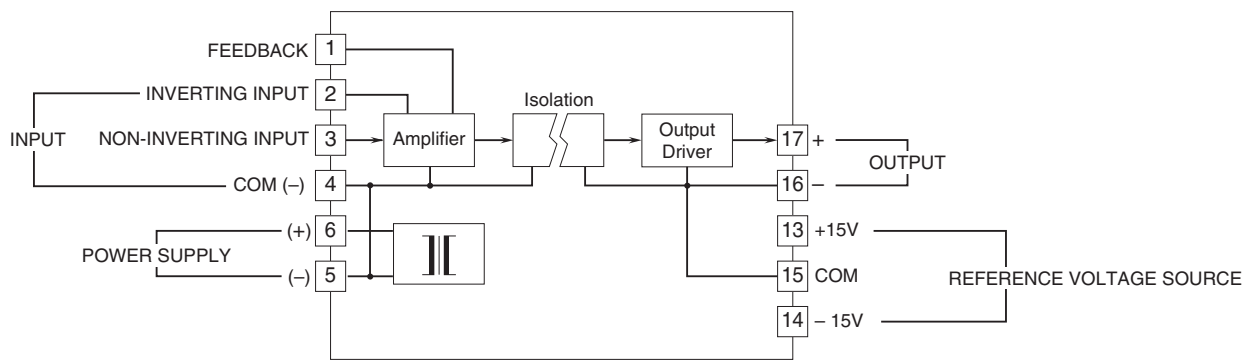 FEEDBACK 1
INVERTING INPUT 2
Isolation
INPUT
NON-INVERTING INPUT 3
Amplifier
Output
Driver
17 +
OUTPUT
COM (–) 4
16 –
(+) 6
13 +15V
POWER SUPPLY
(–) 5
15 COM
REFERENCE VOLTAGE SOURCE
14 – 15V